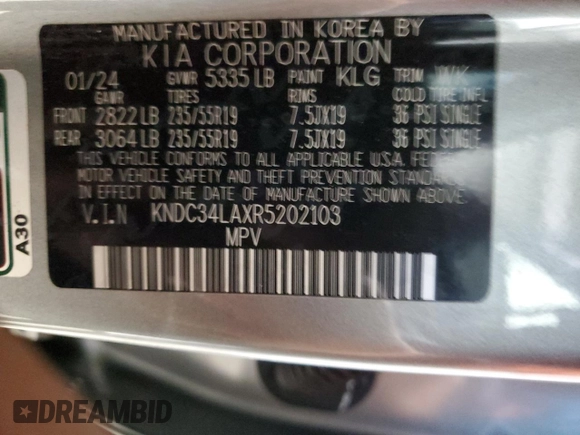 MANUFACTURED IN KOREA BY
KIA CORPORATION
01/24 GVWR 5335 LB PAINT KLG TRIM
GAWR TIRES RIMS COLD TIRE INFL
FRONT 2822 LB 235/55R19 7.5JX19 36 PSI SINGLE
REAR 3064 LB 235/55R19 7.5JX19 36 PSI SINGLE
THIS VEHICLE CONFORMS TO ALL APPLICABLE U.S.A. FEDE
MOTOR VEHICLE SAFETY AND THEFT PREVENTION STANDARD
IN EFFECT ON THE DATE OF MANUFACTURE SHOWN ABOVE.
V.I.N KNDC34LAXR5202103
MPV
A30
DREAMBID